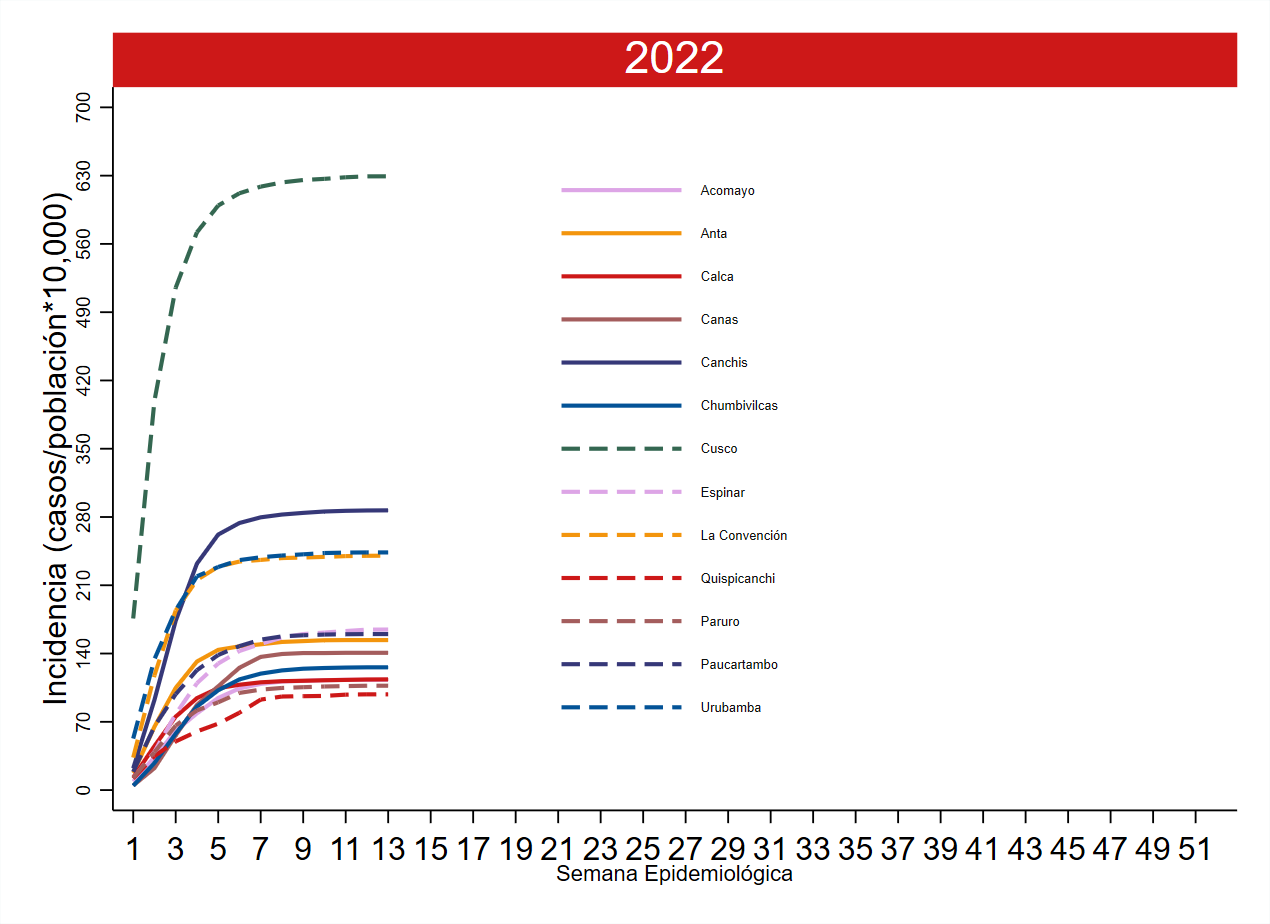 2022
Incidencia (casos/población*10,000)
700
630
560
490
420
350
280
210
140
70
0
Acomayo
Anta
Calca
Canas
Canchis
Chumbivilcas
Cusco
Espinar
La Convención
Quispicanchi
Paruro
Paucartambo
Urubamba
1 3 5 7 9 11 13 15 17 19 21 23 25 27 29 31 33 35 37 39 41 43 45 47 49 51
Semana Epidemiológica